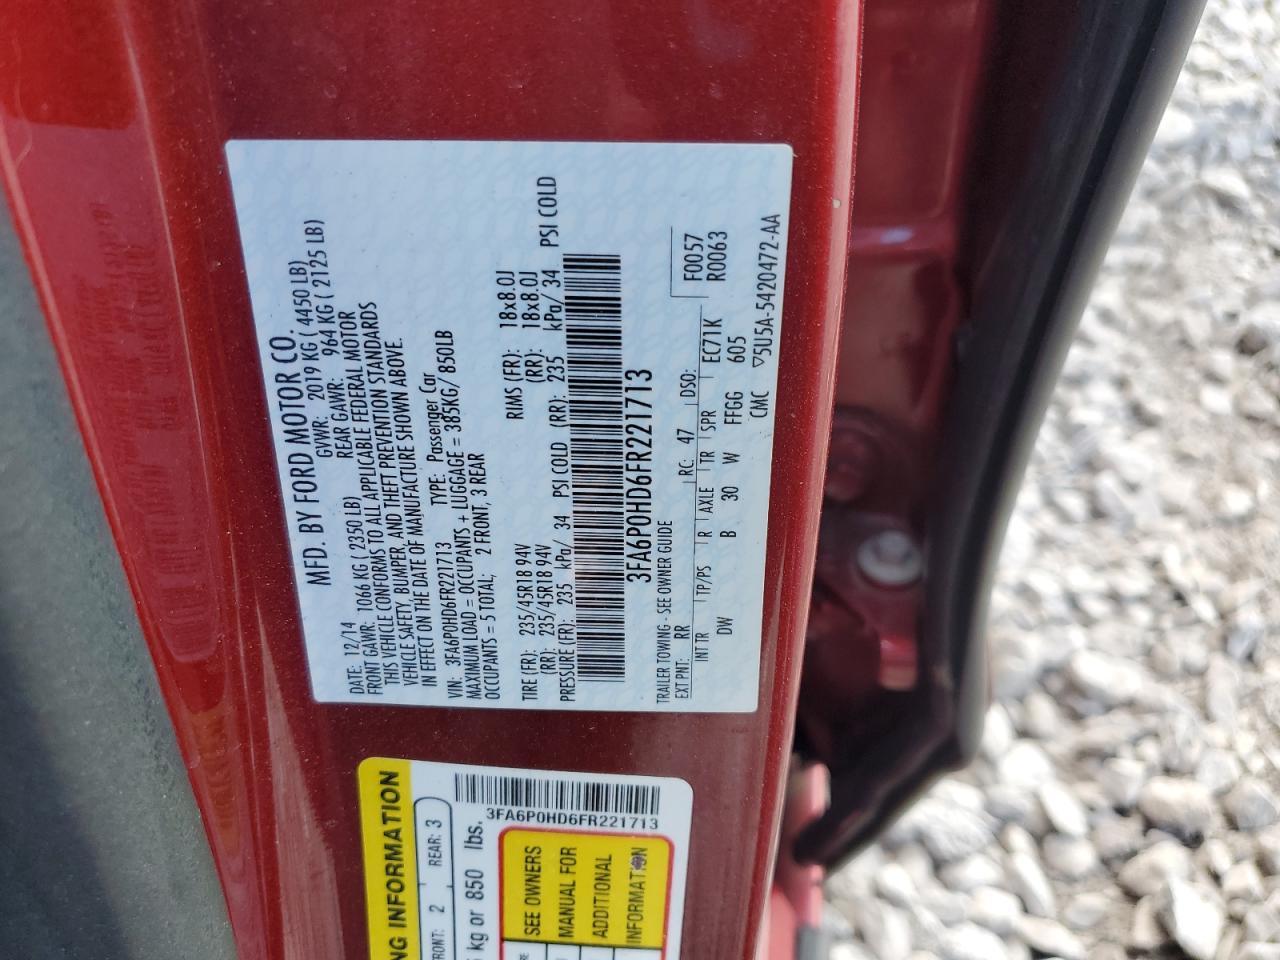 MFD. BY FORD MOTOR CO.
DATE: 12/14 GVWR: 2019 KG ( 4450 LB)
FRONT GAWR: 1066 KG ( 2350 LB) REAR GAWR: 964 KG ( 2125 LB)
THIS VEHICLE CONFORMS TO ALL APPLICABLE FEDERAL MOTOR
VEHICLE SAFETY, BUMPER, AND THEFT PREVENTION STANDARDS
IN EFFECT ON THE DATE OF MANUFACTURE SHOWN ABOVE.
VIN: 3FA6P0HD6FR221713 TYPE: Passenger Car
MAXIMUM LOAD = OCCUPANTS + LUGGAGE = 385KG/ 850LB
OCCUPANTS = 5 TOTAL; 2 FRONT, 3 REAR
TIRE (FR): 235/45R18 94V RIMS (FR): 18x8.0J
(RR): 235/45R18 94V (RR): 18x8.0J
PRESSURE (FR): 235 kPa/ 34 PSI COLD (RR): 235 kPa/ 34 PSI COLD
3FA6P0HD6FR221713
TRAILER TOWING - SEE OWNER GUIDE
EXT PNT: RR RC: 47 DSO: F0057
INT TR TP/PS R AXLE TR SPR EC71K R0063
DW B 30 W FFGG 605
CMC ▽5U5A-5420472-AA
NG INFORMATION
FRONT: 2 REAR: 3
kg or 850 lbs.
3FA6P0HD6FR221713
SEE OWNERS
MANUAL FOR
ADDITIONAL
INFORMATION